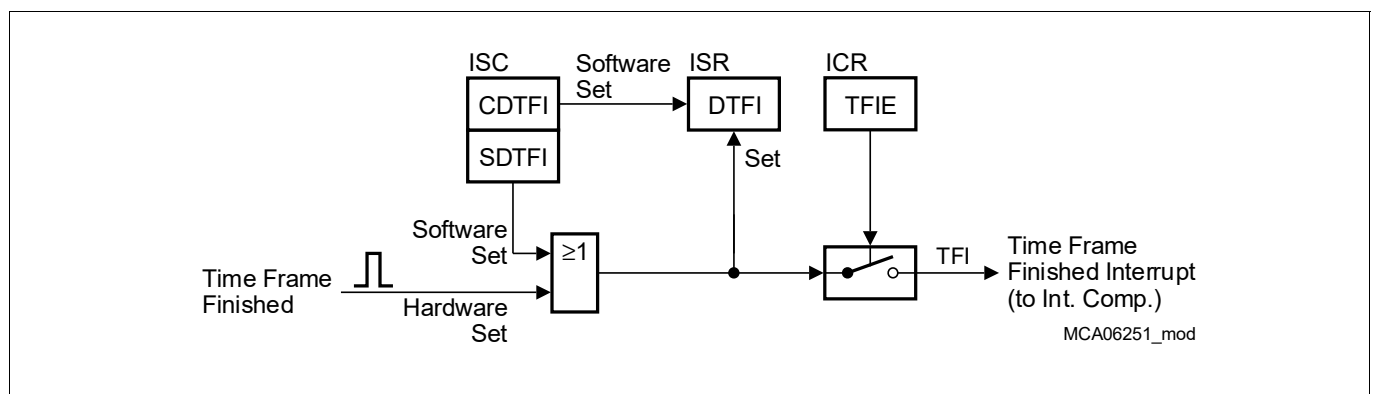 ISC
Software
Set
ISR
ICR
CDTFI
DTFI
TFIE
SDTFI
Set
Software
Set
≥1
TFI
Time Frame
Finished
Hardware
Set
Time Frame
Finished Interrupt
(to Int. Comp.)
MCA06251_mod